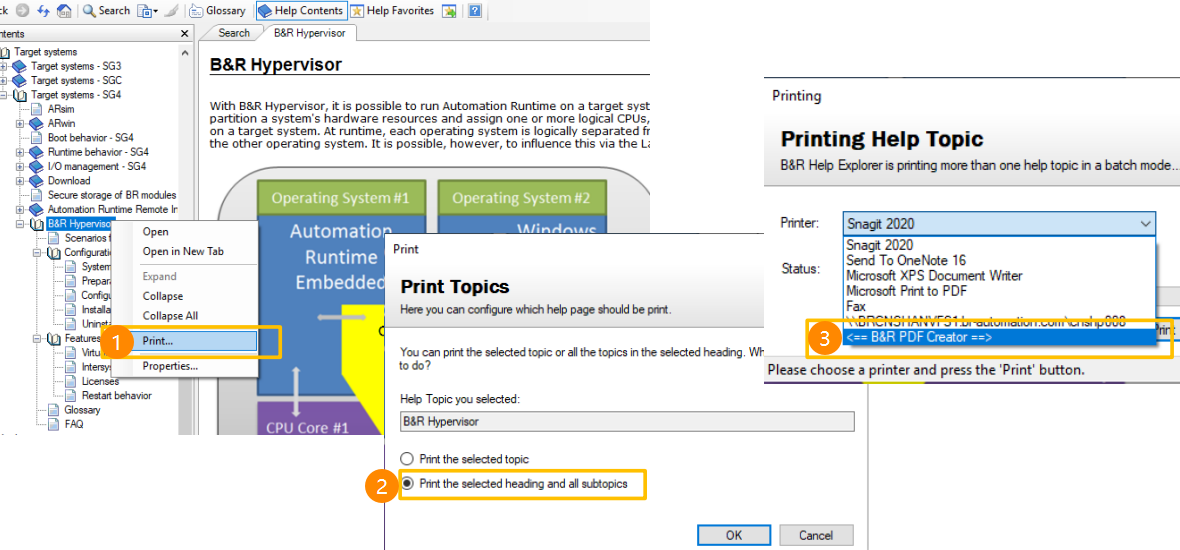 ck Search Glossary Help Contents Help Favorites
ntents
Search B&R Hypervisor
Target systems
Target systems - SG3
Target systems - SGC
Target systems - SG4
ARsim
ARwin
Boot behavior - SG4
Runtime behavior - SG4
I/O management - SG4
Download
Secure storage of BR modules
Automation Runtime Remote In
B&R Hypervisor
Scenarios f
Configuratio
System
Prepara
Configu
Installa
Uninsta
Features
Virtu
Intersys
Licenses
Restart behavior
Glossary
FAQ
Open
Open in New Tab
Expand
Collapse
Collapse All
1
Print...
Properties...
B&R Hypervisor
With B&R Hypervisor, it is possible to run Automation Runtime on a target syst
partition a system's hardware resources and assign one or more logical CPUs,
on a target system. At runtime, each operating system is logically separated fr
the other operating system. It is possible, however, to influence this via the La
Operating System #1 Operating System #2
Automation
Runtime
Embedded
Windows
CPU Core #1
Print
Print Topics
Here you can configure which help page should be print.
You can print the selected topic or all the topics in the selected heading. Wh
to do?
Help Topic you selected:
B&R Hypervisor
Print the selected topic
2
Print the selected heading and all subtopics
OK Cancel
Printing
Printing Help Topic
B&R Help Explorer is printing more than one help topic in a batch mode...
Printer: Snagit 2020
Snagit 2020
Send To OneNote 16
Status:
Microsoft XPS Document Writer
Microsoft Print to PDF
Fax
3
<== B&R PDF Creator ==>
Print
Please choose a printer and press the 'Print' button.